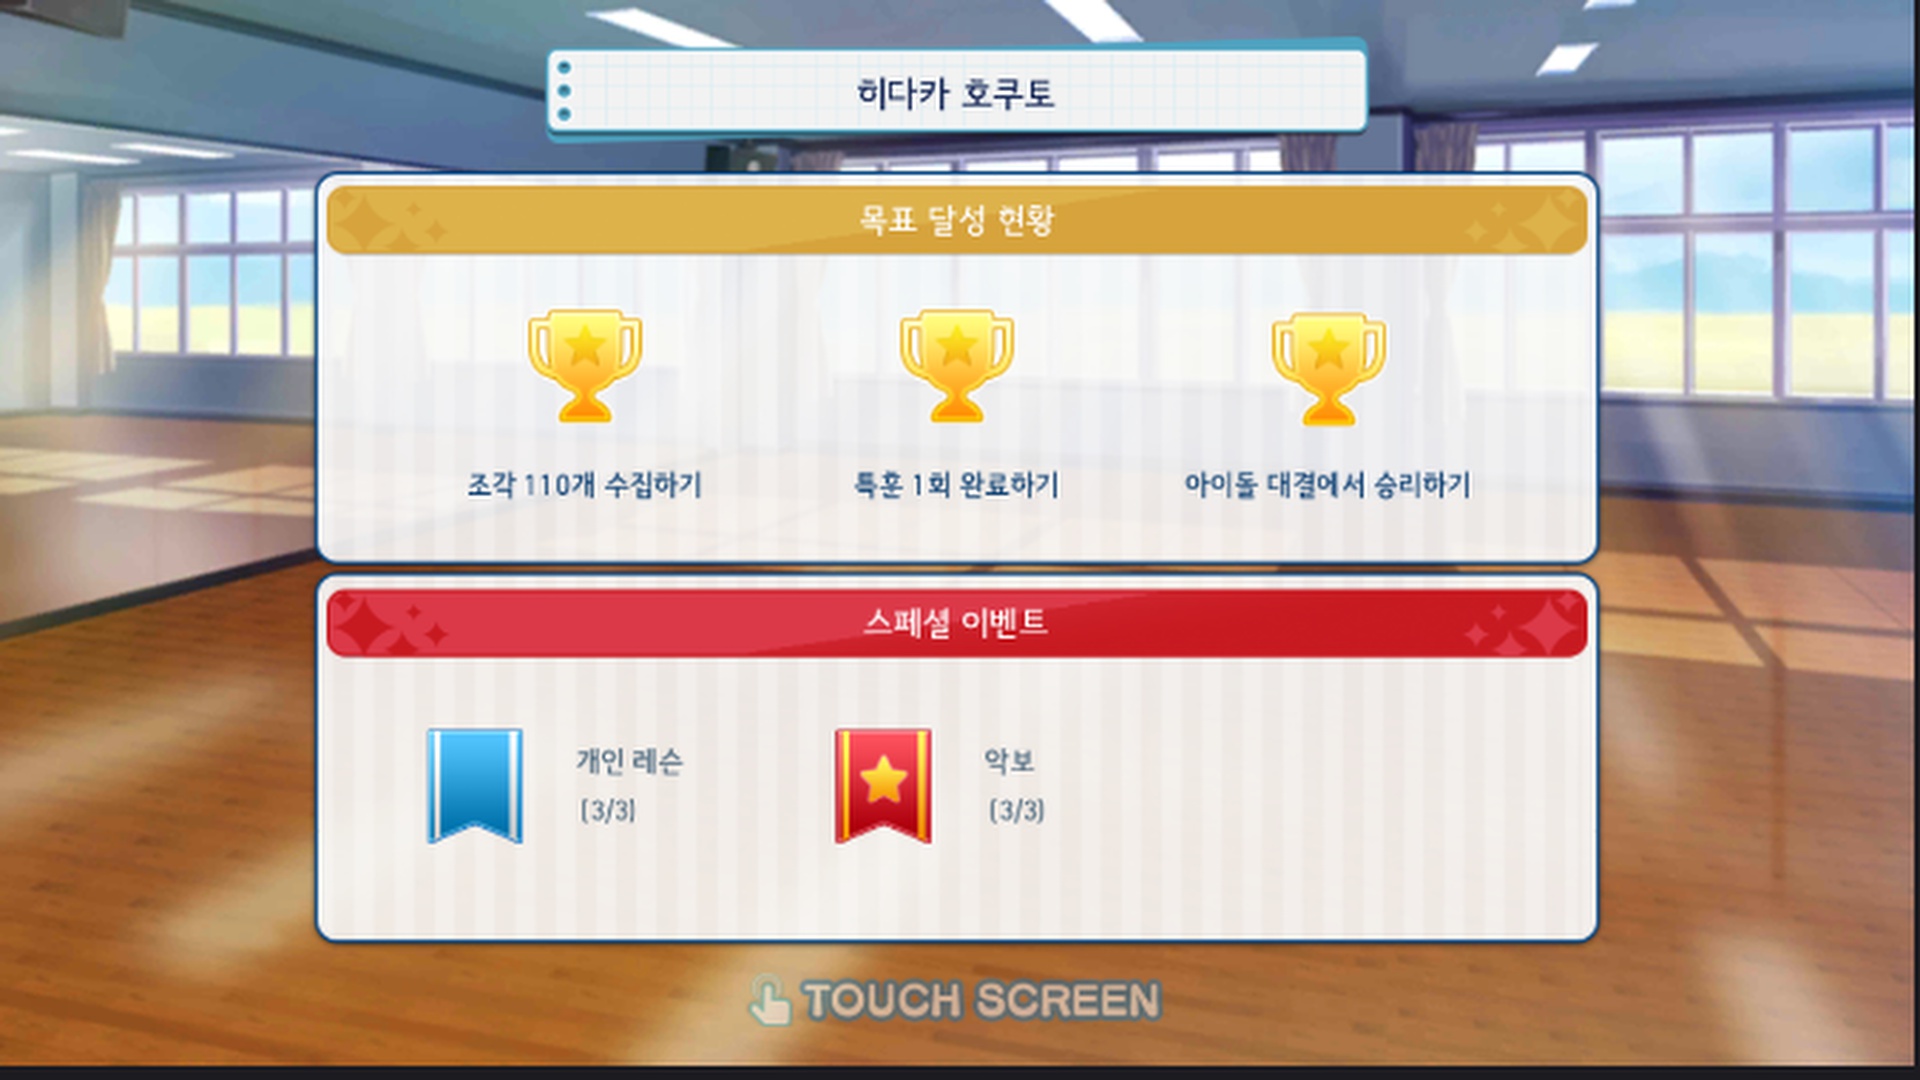 히다카 호쿠토
목표 달성 현황
조각 110개 수집하기
특훈 1회 완료하기
아이돌 대결에서 승리하기
스페셜 이벤트
개인 레슨
(3/3)
악보
(3/3)
TOUCH SCREEN